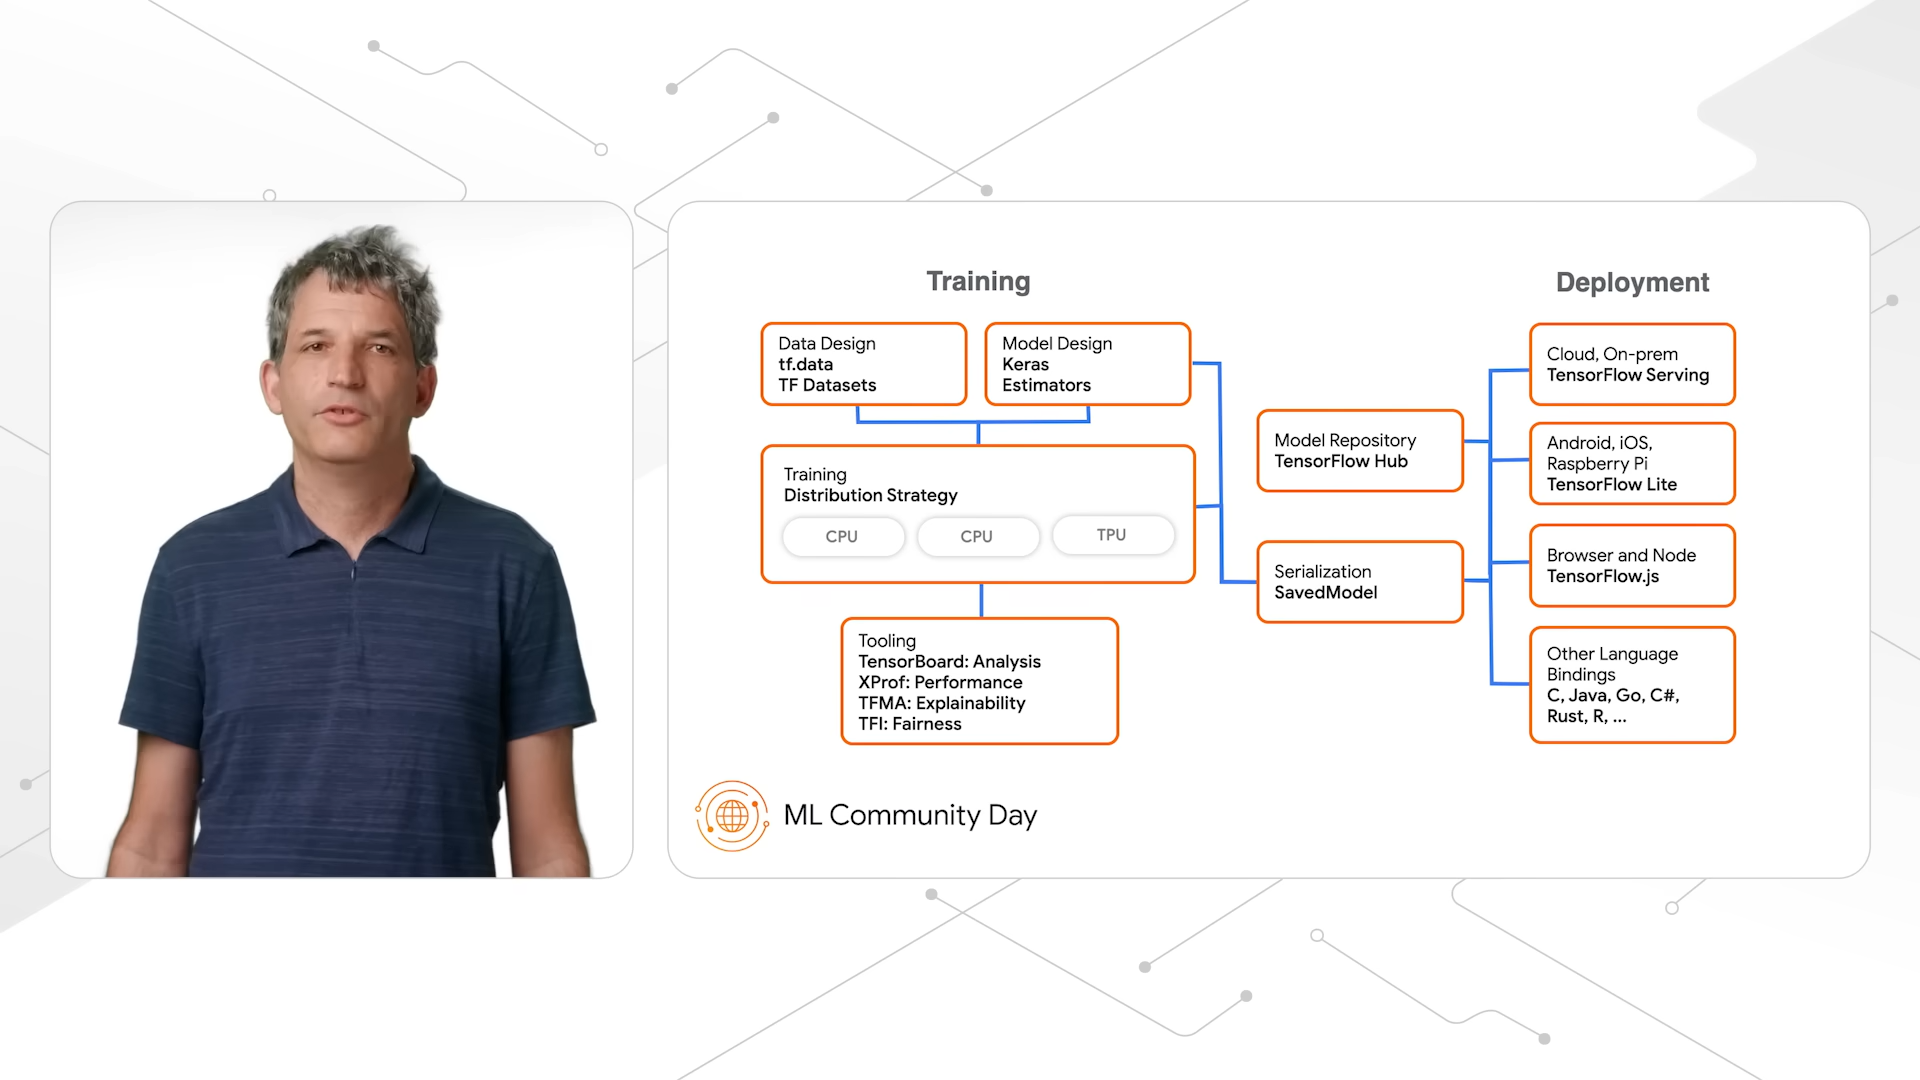 Training
Data Design
tf.data
TF Datasets
Model Design
Keras
Estimators
Training
Distribution Strategy
CPU
CPU
TPU
Tooling
TensorBoard: Analysis
XProf: Performance
TFMA: Explainability
TFI: Fairness
Model Repository
TensorFlow Hub
Serialization
SavedModel
Deployment
Cloud, On-prem
TensorFlow Serving
Android, iOS,
Raspberry Pi
TensorFlow Lite
Browser and Node
TensorFlow.js
Other Language
Bindings
C, Java, Go, C#,
Rust, R, ...
ML Community Day